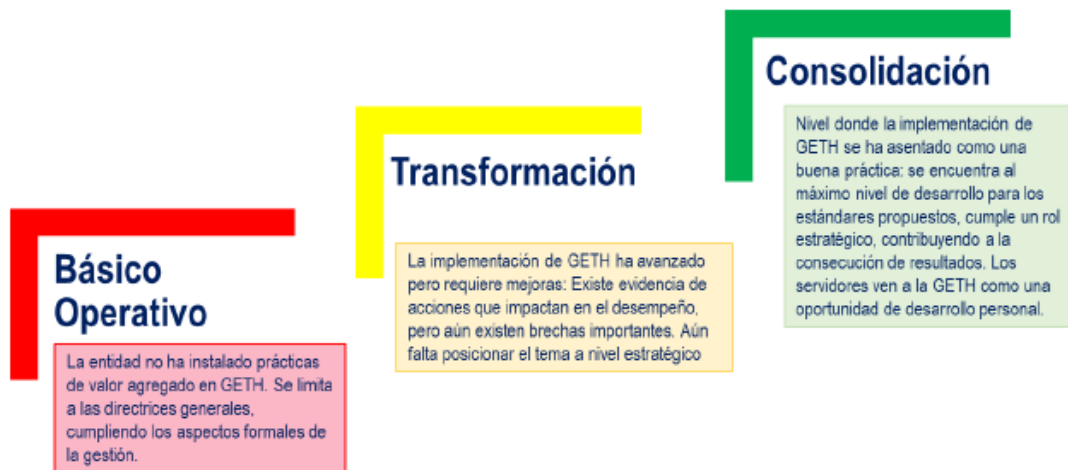 Básico
Operativo
La entidad no ha instalado prácticas
de valor agregado en GETH. Se limita
a las directrices generales,
cumpliendo los aspectos formales de
la gestión.
Transformación
La implementación de GETH ha avanzado
pero requiere mejoras: Existe evidencia de
acciones que impactan en el desempeño,
pero aún existen brechas importantes. Aún
falta posicionar el tema a nivel estratégico
Consolidación
Nivel donde la implementación de
GETH se ha asentado como una
buena práctica: se encuentra al
máximo nivel de desarrollo para los
estándares propuestos, cumple un rol
estratégico, contribuyendo a la
consecución de resultados. Los
servidores ven a la GETH como una
oportunidad de desarrollo personal.